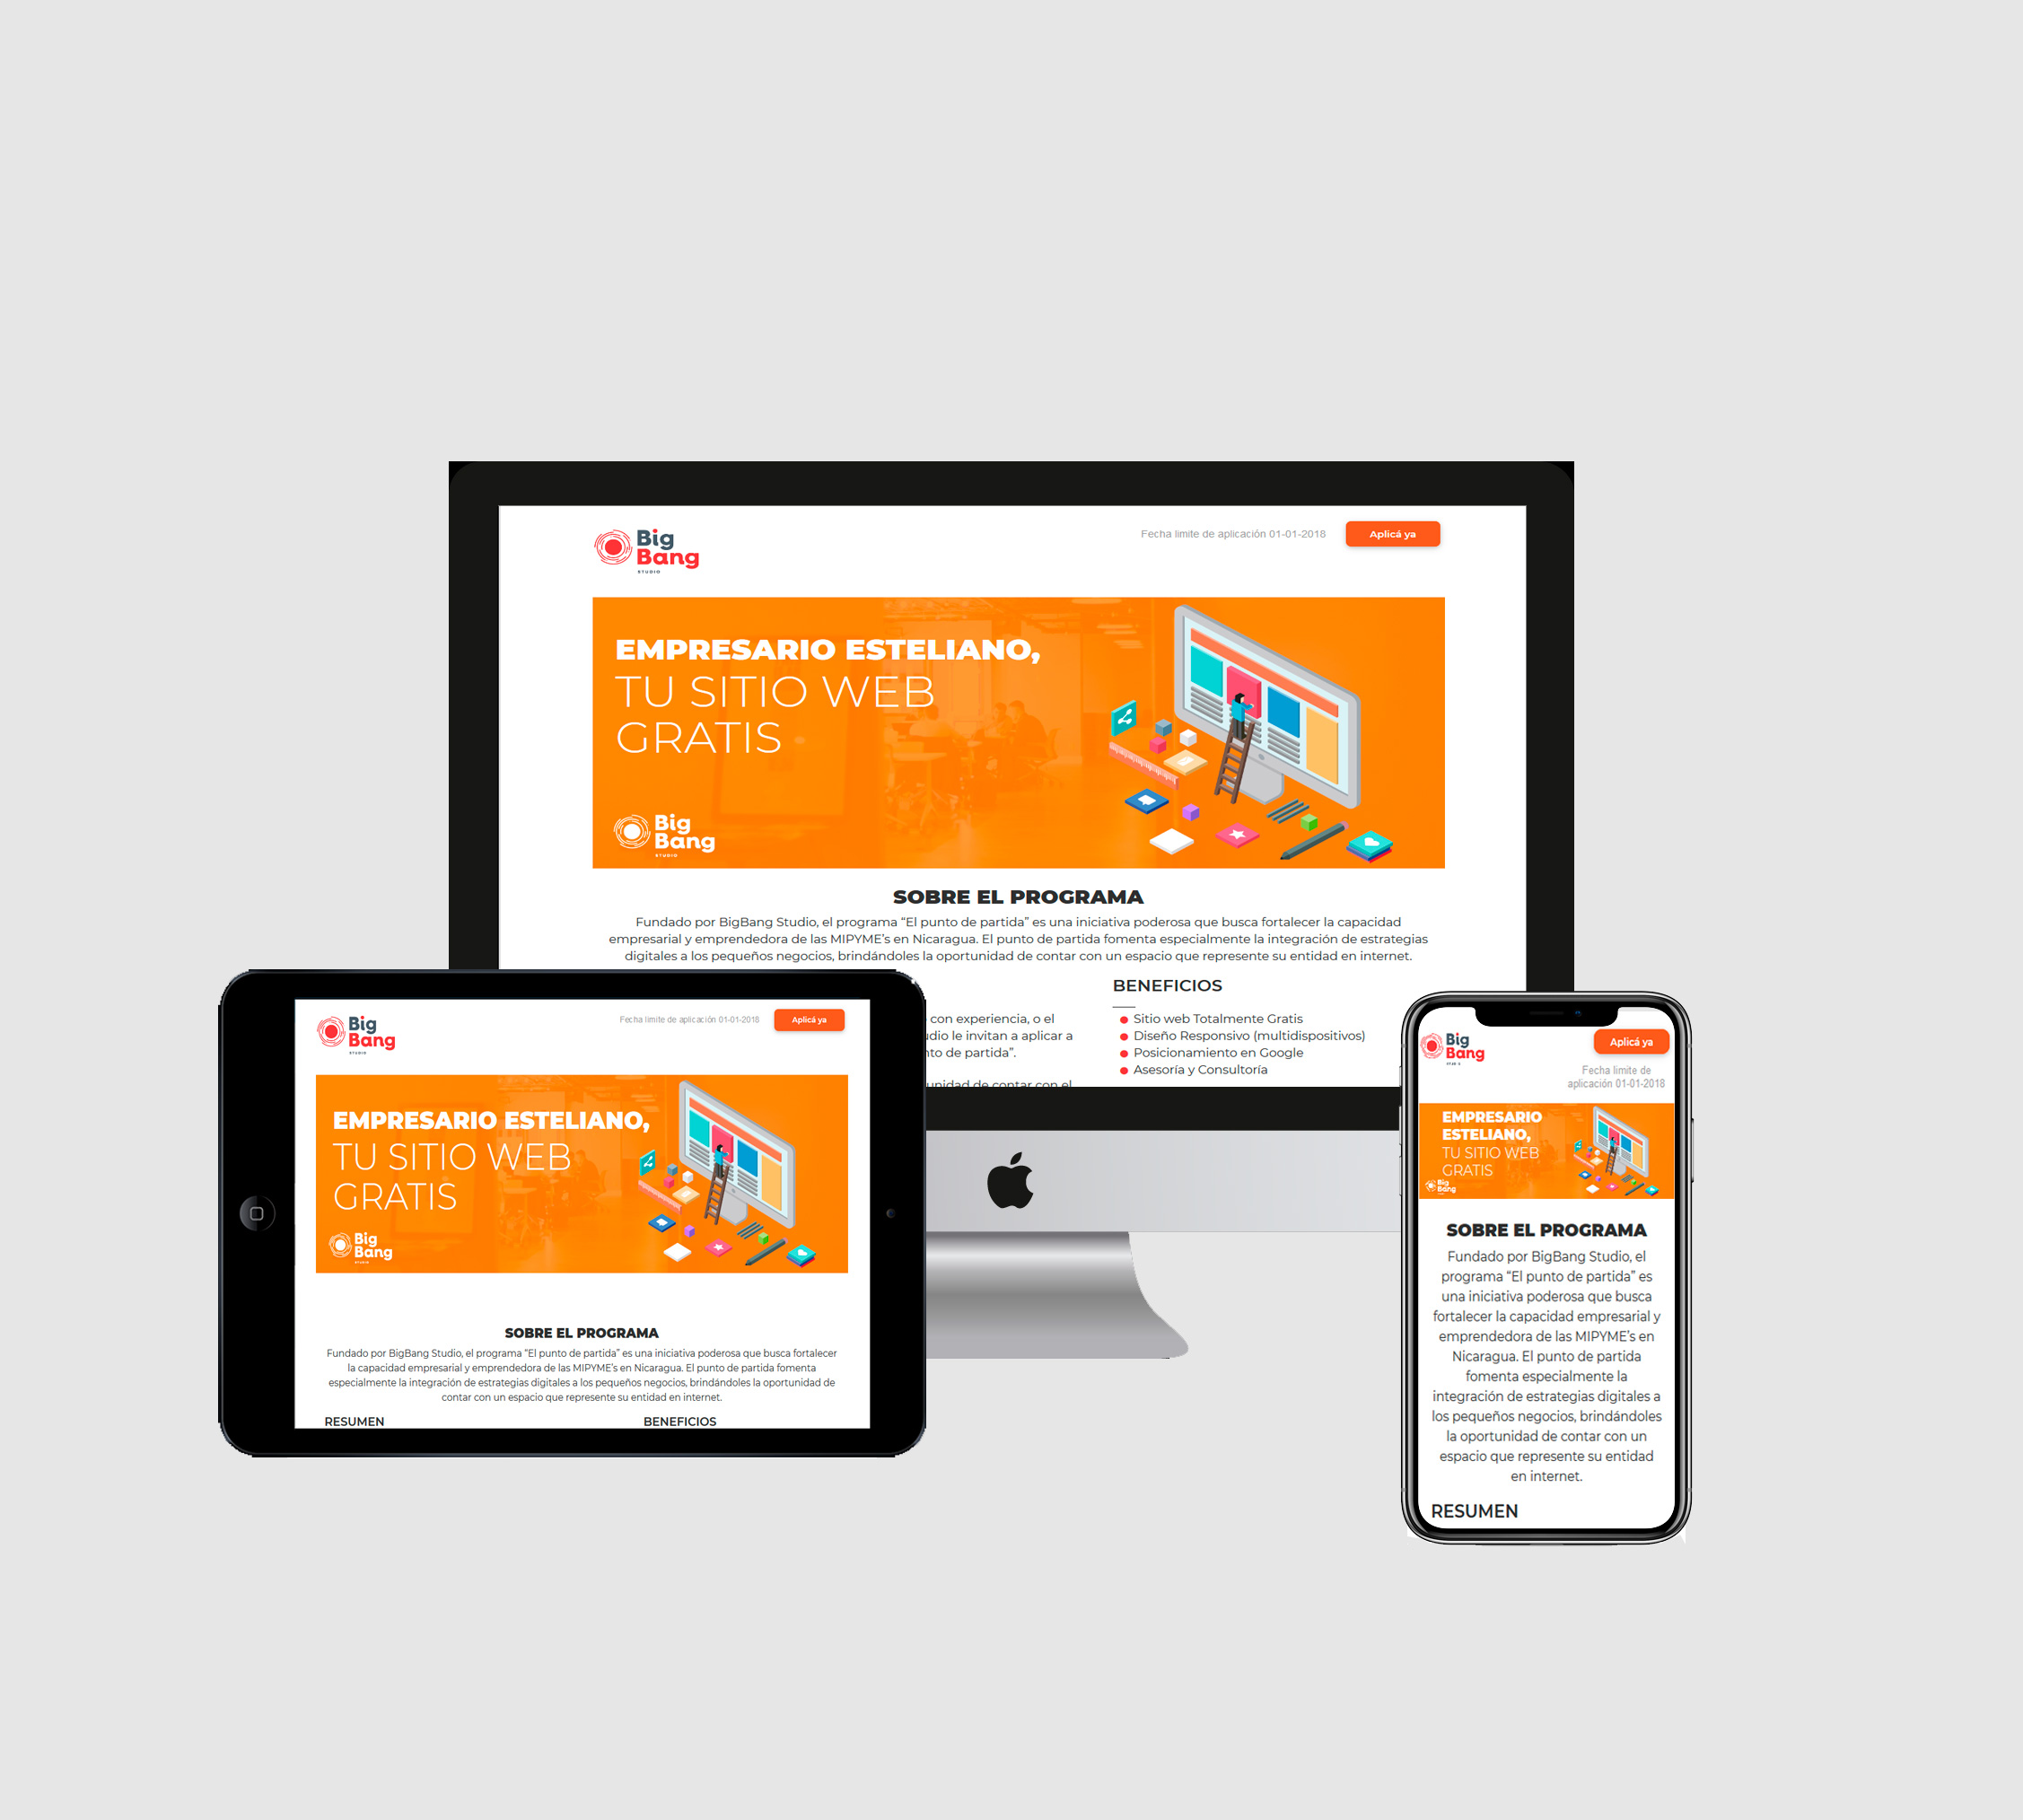 Big
Bang
STUDIO
Fecha limite de aplicación 01-01-2018
Aplicá ya
EMPRESARIO ESTELIANO,
TU SITIO WEB
GRATIS
Big
Bang
STUDIO
SOBRE EL PROGRAMA
Fundado por BigBang Studio, el programa “El punto de partida” es una iniciativa poderosa que busca fortalecer la capacidad
empresarial y emprendedora de las MIPYME’s en Nicaragua. El punto de partida fomenta especialmente la integración de estrategias
digitales a los pequeños negocios, brindándoles la oportunidad de contar con un espacio que represente su entidad en internet.
con experiencia, o el
le invitan a aplicar a
de partida”.
de contar con el
BENEFICIOS
Sitio web Totalmente Gratis
Diseño Responsivo (multidispositivos)
Posicionamiento en Google
Asesoría y Consultoría
Big
Bang
STUDIO
Fecha limite de aplicación 01-01-2018
Aplicá ya
EMPRESARIO ESTELIANO,
TU SITIO WEB
GRATIS
Big
Bang
STUDIO
SOBRE EL PROGRAMA
Fundado por BigBang Studio, el programa “El punto de partida” es una iniciativa poderosa que busca fortalecer
la capacidad empresarial y emprendedora de las MIPYME’s en Nicaragua. El punto de partida fomenta
especialmente la integración de estrategias digitales a los pequeños negocios, brindándoles la oportunidad de
contar con un espacio que represente su entidad en internet.
RESUMEN
BENEFICIOS
Big
Bang
Aplicá ya
Fecha limite de
aplicación 01-01-2018
EMPRESARIO
ESTELIANO,
TU SITIO WEB
GRATIS
Big
Bang
SOBRE EL PROGRAMA
Fundado por BigBang Studio, el
programa “El punto de partida” es
una iniciativa poderosa que busca
fortalecer la capacidad empresarial y
emprendedora de las MIPYME’s en
Nicaragua. El punto de partida
fomenta especialmente la
integración de estrategias digitales a
los pequeños negocios, brindándoles
la oportunidad de contar con un
espacio que represente su entidad
en internet.
RESUMEN